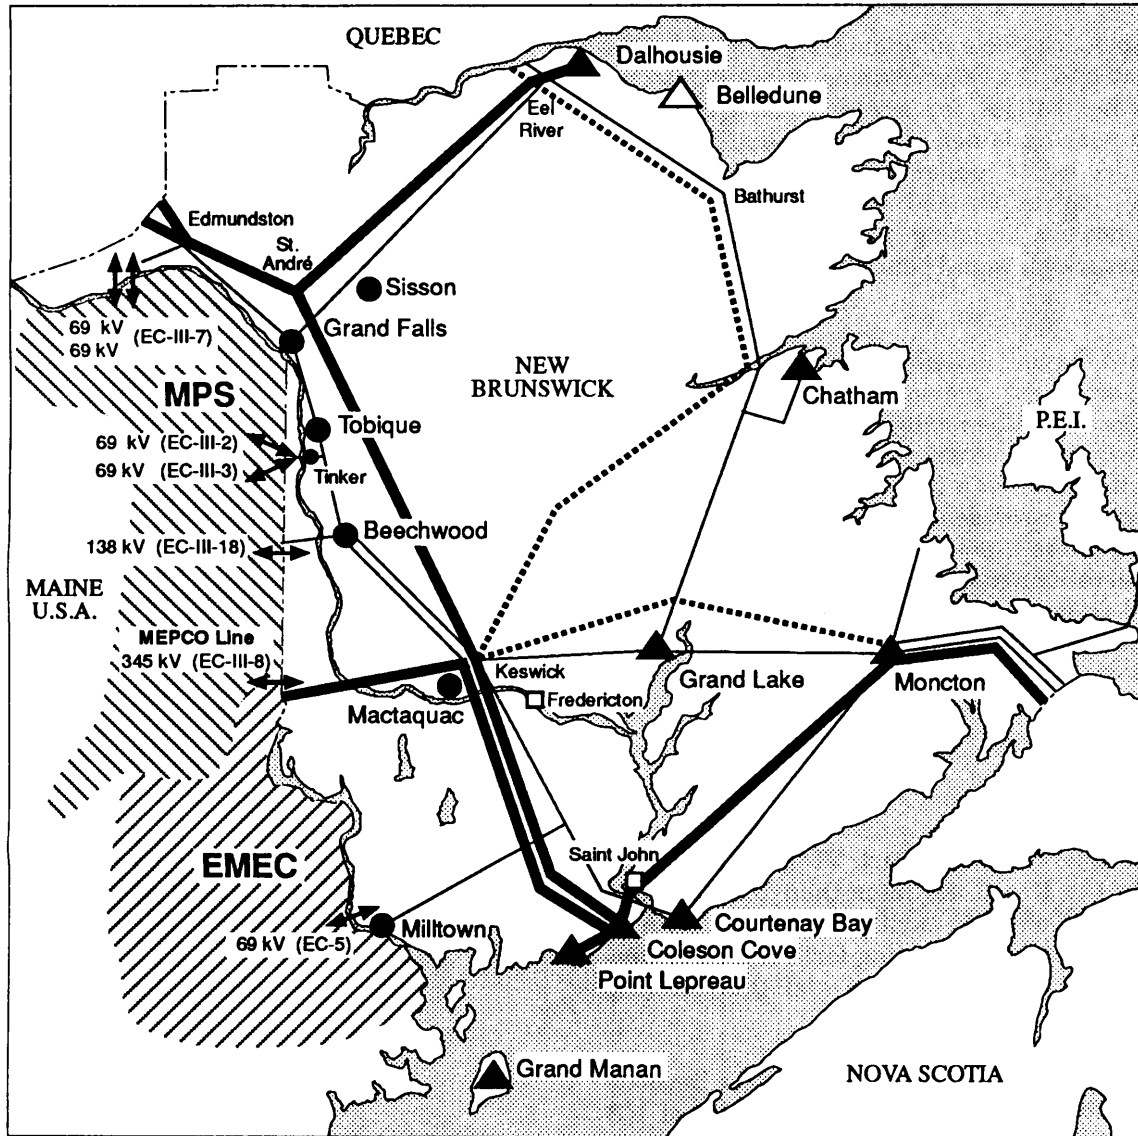 QUEBEC
Dalhousie
Belledune
Eel
River
Bathurst
Edmundston
St.
André
Sisson
Grand Falls
69 kV (EC-III-7)
69 kV
NEW
BRUNSWICK
MPS
Chatham
P.E.I.
Tobique
69 kV (EC-III-2)
69 kV (EC-III-3)
Tinker
Beechwood
138 kV (EC-III-18)
MAINE
U.S.A.
MEPCO Line
345 kV (EC-III-8)
Keswick
Grand Lake
Moncton
Fredericton
Mactaquac
Saint John
EMEC
Milltown
69 kV (EC-5)
Courtenay Bay
Coleson Cove
Point Lepreau
Grand Manan
NOVA SCOTIA